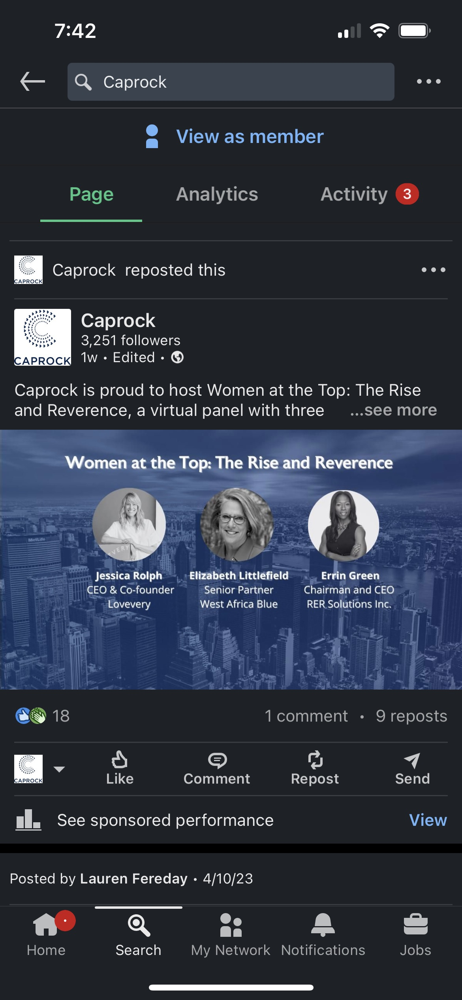 7:42
Caprock
View as member
Page Analytics Activity 3
CAPROCK
Caprock reposted this
CAPROCK
Caprock
3,251 followers
1w • Edited •
Caprock is proud to host Women at the Top: The Rise
and Reverence, a virtual panel with three ...see more
Women at the Top: The Rise and Reverence
MetLife
EVERY
Jessica Rolph Elizabeth Littlefield Errin Green
CEO & Co-founder Senior Partner Chairman and CEO
Lovevery West Africa Blue RER Solutions Inc.
18 1 comment • 9 reposts
CAPROCK
Like Comment Repost Send
See sponsored performance View
Posted by Lauren Fereday • 4/10/23
Home Search My Network Notifications Jobs